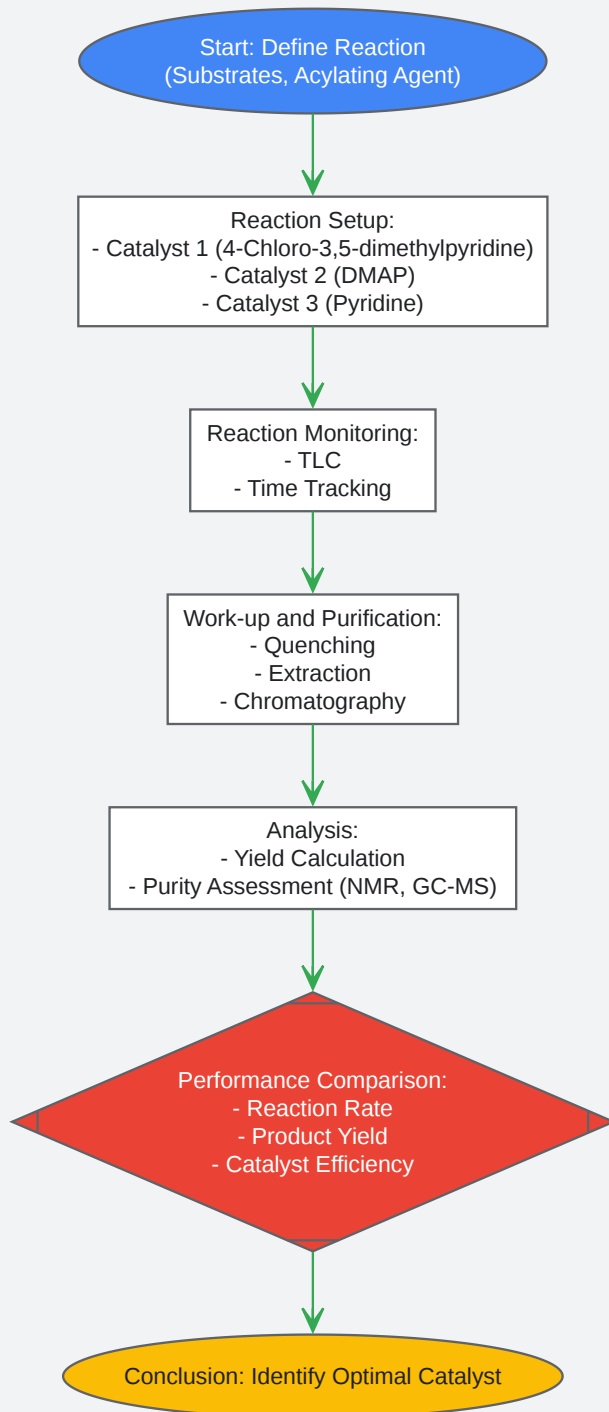 Start: Define Reaction
(Substrates, Acylating Agent)
Reaction Setup:
- Catalyst 1 (4-Chloro-3,5-dimethylpyridine)
- Catalyst 2 (DMAP)
- Catalyst 3 (Pyridine)
Reaction Monitoring:
- TLC
- Time Tracking
Work-up and Purification:
- Quenching
- Extraction
- Chromatography
Analysis:
- Yield Calculation
- Purity Assessment (NMR, GC-MS)
Performance Comparison:
- Reaction Rate
- Product Yield
- Catalyst Efficiency
Conclusion: Identify Optimal Catalyst